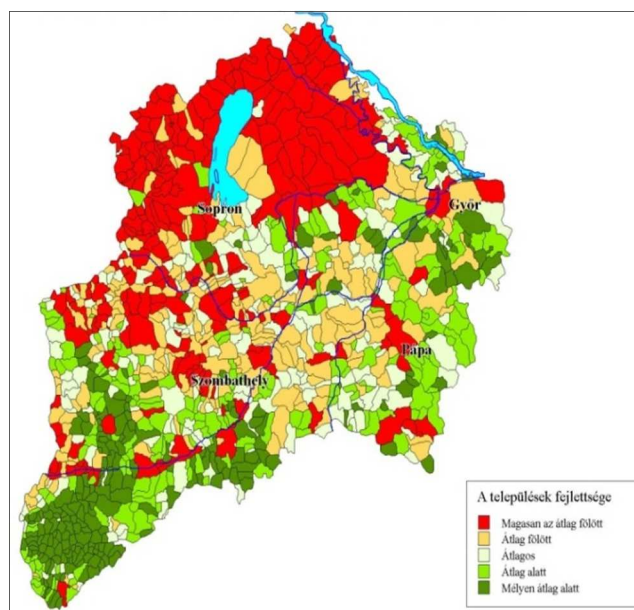 Sopron
Győr
Pápa
Szombathely
A települések fejlettsége
Magasan az átlag fölött
Átlag fölött
Átlagos
Átlag alatt
Mélyen átlag alatt